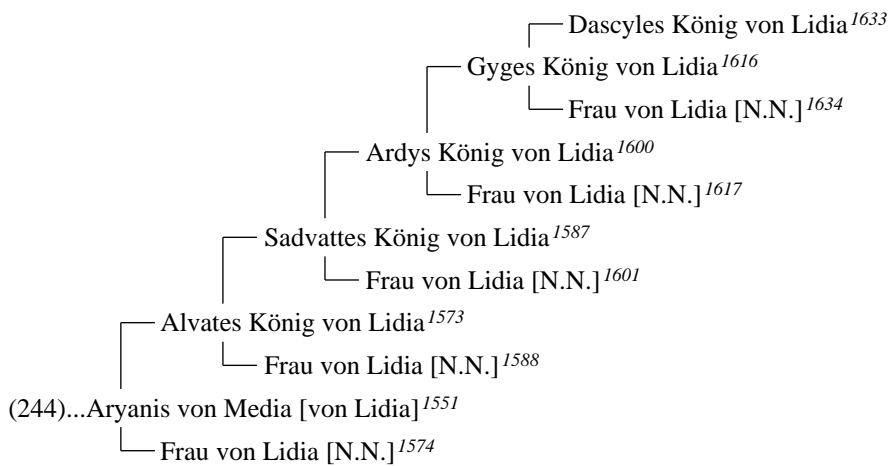 Dascyles König von Lidia1633
Gyges König von Lidia1616
Frau von Lidia [N.N.]1634
Ardys König von Lidia1600
Frau von Lidia [N.N.]1617
Sadvattes König von Lidia1587
Frau von Lidia [N.N.]1601
Alvates König von Lidia1573
Frau von Lidia [N.N.]1588
(244)...Aryanis von Media [von Lidia]1551
Frau von Lidia [N.N.]1574